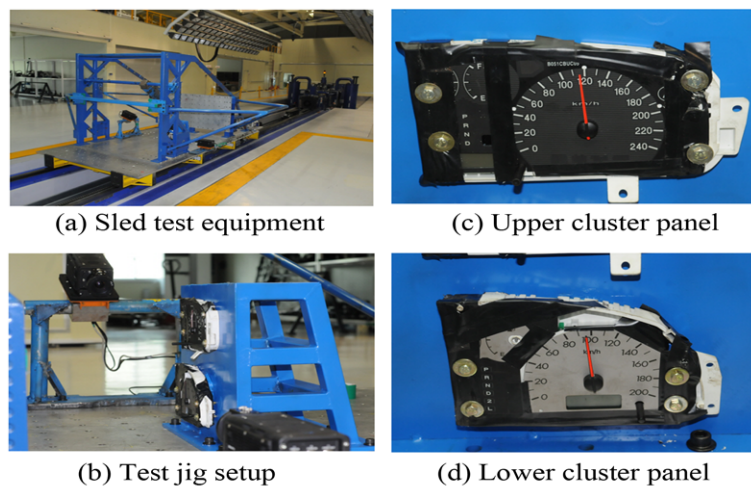 (a) Sled test equipment
B651CBUCxx
F
E
P
R
N
D
0
20
40
60
80
100
120
140
160
180
200
220
240
km/h
(c) Upper cluster panel
(b) Test jig setup
P
R
N
D
2
L
0
20
40
60
80
100
120
140
160
180
200
km/h
(d) Lower cluster panel